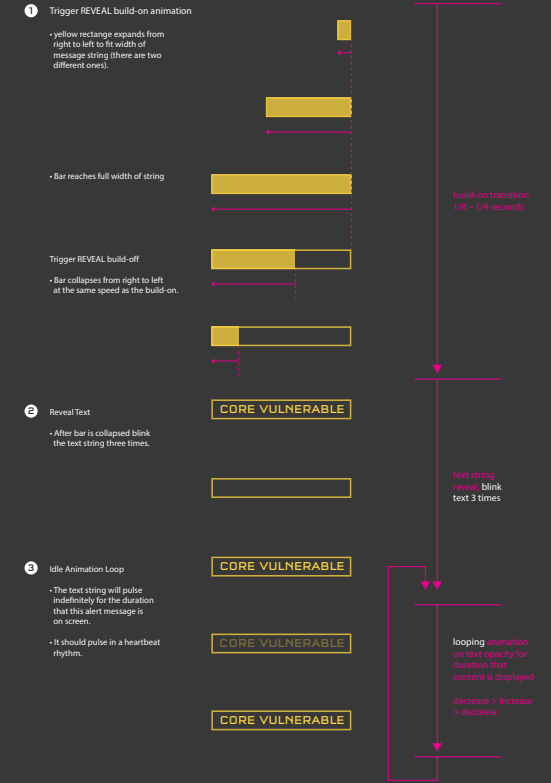 1 Trigger REVEAL build-on animation
• yellow rectange expands from
right to left to fit width of
message string (there are two
different ones).
• Bar reaches full width of string
build-on transition
1/8 – 1/4 seconds
Trigger REVEAL build-off
• Bar collapses from right to left
at the same speed as the build-on.
2 Reveal Text
• After bar is collapsed blink
the text string three times.
CORE VULNERABLE
text string
reveal blink
text 3 times
3 Idle Animation Loop
• The text string will pulse
indefinitely for the duration
that this alert message is
on screen.
• It should pulse in a heartbeat
rhythm.
CORE VULNERABLE
CORE VULNERABLE
CORE VULNERABLE
looping animation
on text opacity for
duration that
content is displayed
decrease > increase
> decrease